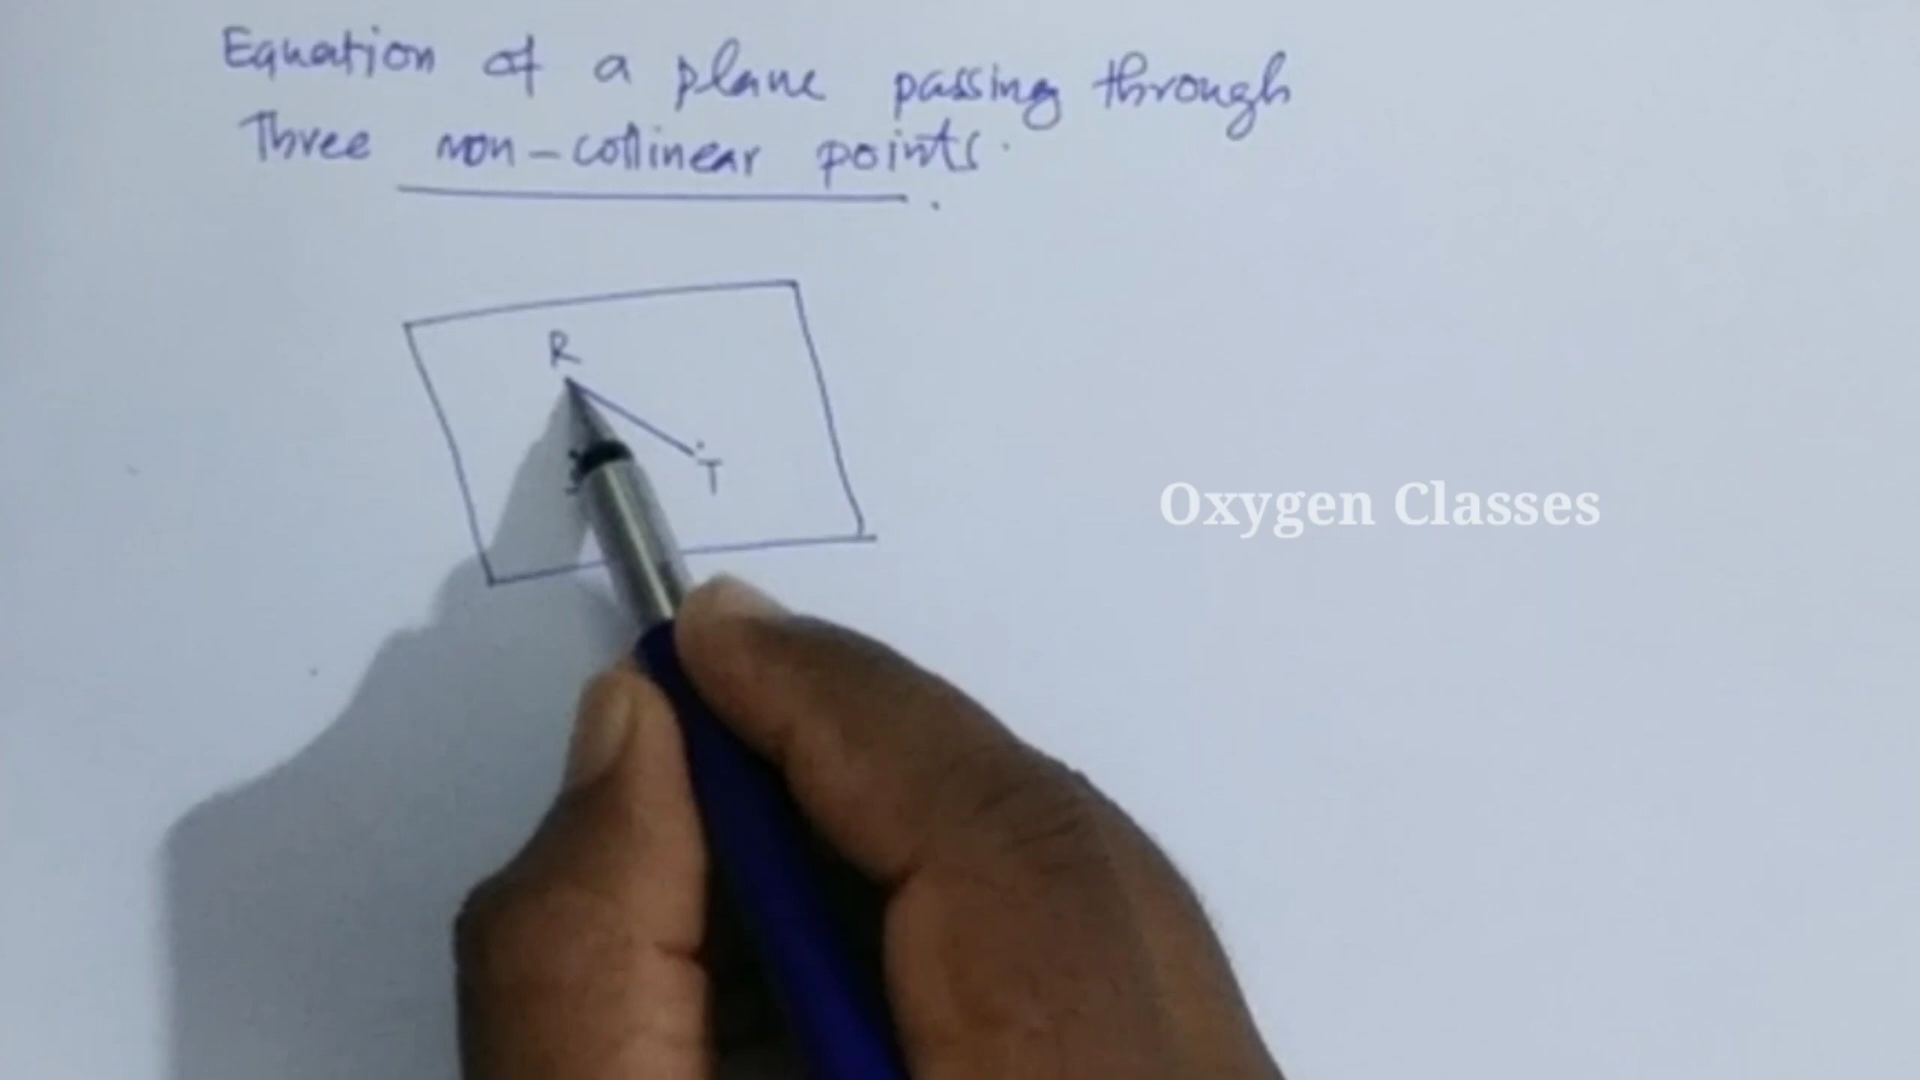 Equation of a plane passing through
Three non-collinear points.
R
T
S
Oxygen Classes